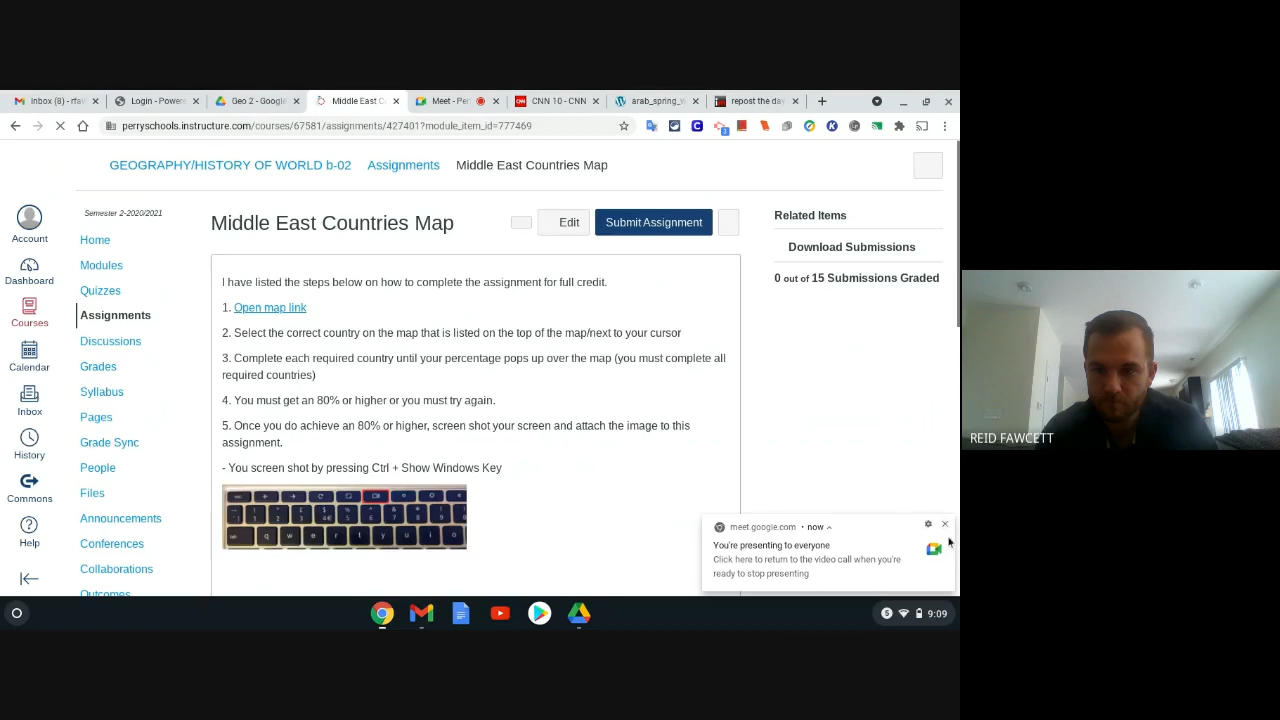 Inbox (8) - rfa
Login - Powe
Geo 2 - Google
Middle East C
Meet - Per
CNN 10 - CNN
arab_spring_w
repost the day
perryschools.instructure.com/courses/67581/assignments/427401?module_item_id=777469
GEOGRAPHY/HISTORY OF WORLD b-02
Assignments
Middle East Countries Map
Account
Dashboard
Courses
Calendar
Inbox
History
Commons
Help
Semester 2-2020/2021
Home
Modules
Quizzes
Assignments
Discussions
Grades
Syllabus
Pages
Grade Sync
People
Files
Announcements
Conferences
Collaborations
Outcomes
Middle East Countries Map
Edit
Submit Assignment
I have listed the steps below on how to complete the assignment for full credit.
1. Open map link
2. Select the correct country on the map that is listed on the top of the map/next to your cursor
3. Complete each required country until your percentage pops up over the map (you must complete all
required countries)
4. You must get an 80% or higher or you must try again.
5. Once you do achieve an 80% or higher, screen shot your screen and attach the image to this
assignment.
- You screen shot by pressing Ctrl + Show Windows Key
q w e r t y u i o
Related Items
Download Submissions
0 out of 15 Submissions Graded
meet.google.com • now
You're presenting to everyone
Click here to return to the video call when you're
ready to stop presenting
9:09
REID FAWCETT